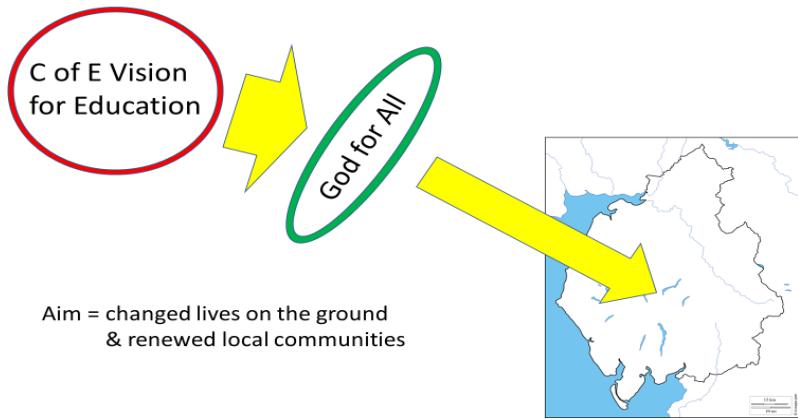 C of E Vision
for Education
God for All
Aim = changed lives on the ground
& renewed local communities